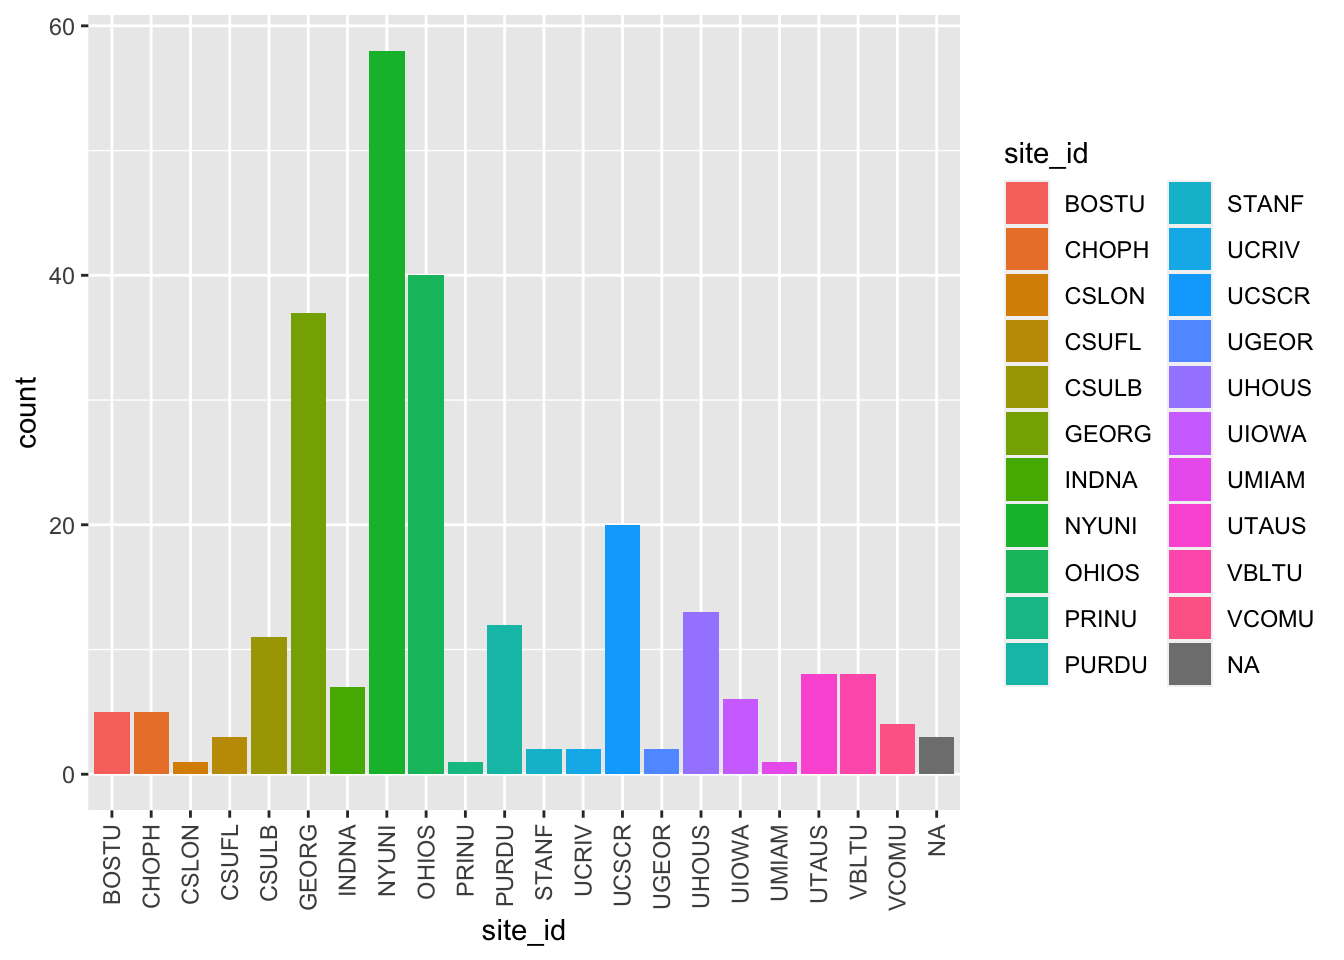 60
40
20
0
count
BOSTU
CHOPH
CSLON
CSUFL
CSULB
GEORG
INDNA
NYUNI
OHIOS
PRINU
PURDU
STANF
UCRIV
UCSCR
UGEOR
UHOUS
UIOWA
UMIAM
UTAUS
VBLTU
VCOMU
NA
site_id
site_id
BOSTU
CHOPH
CSLON
CSUFL
CSULB
GEORG
INDNA
NYUNI
OHIOS
PRINU
PURDU
STANF
UCRIV
UCSCR
UGEOR
UHOUS
UIOWA
UMIAM
UTAUS
VBLTU
VCOMU
NA